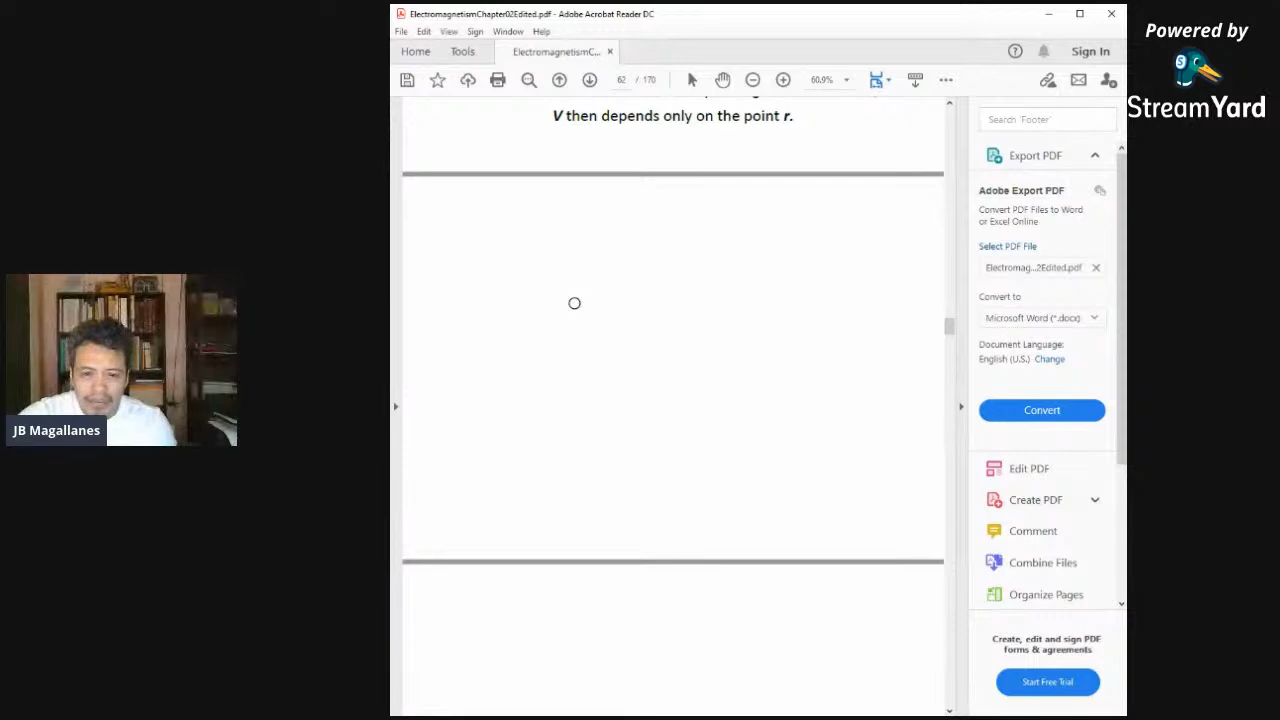 ElectromagnetismChapter02Edited.pdf - Adobe Acrobat Reader DC
File Edit View Sign Window Help
Home Tools ElectromagnetismC... × Sign In
62 / 170 60.9%
V then depends only on the point r.
Search 'Footer'
Export PDF
Adobe Export PDF
Convert PDF Files to Word
or Excel Online
Select PDF File
Electromag...2Edited.pdf ×
Convert to
Microsoft Word (*.docx)
Document Language:
English (U.S.) Change
Convert
Edit PDF
Create PDF
Comment
Combine Files
Organize Pages
Create, edit and sign PDF
forms & agreements
Start Free Trial
JB Magallanes
Powered by
StreamYard